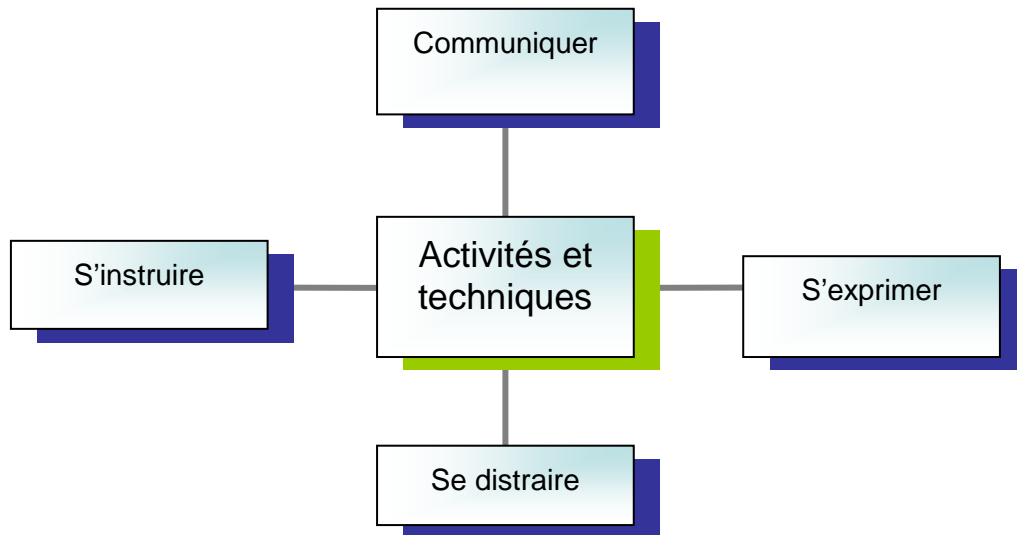 Communiquer
S’instruire
Activités et
techniques
S’exprimer
Se distraire